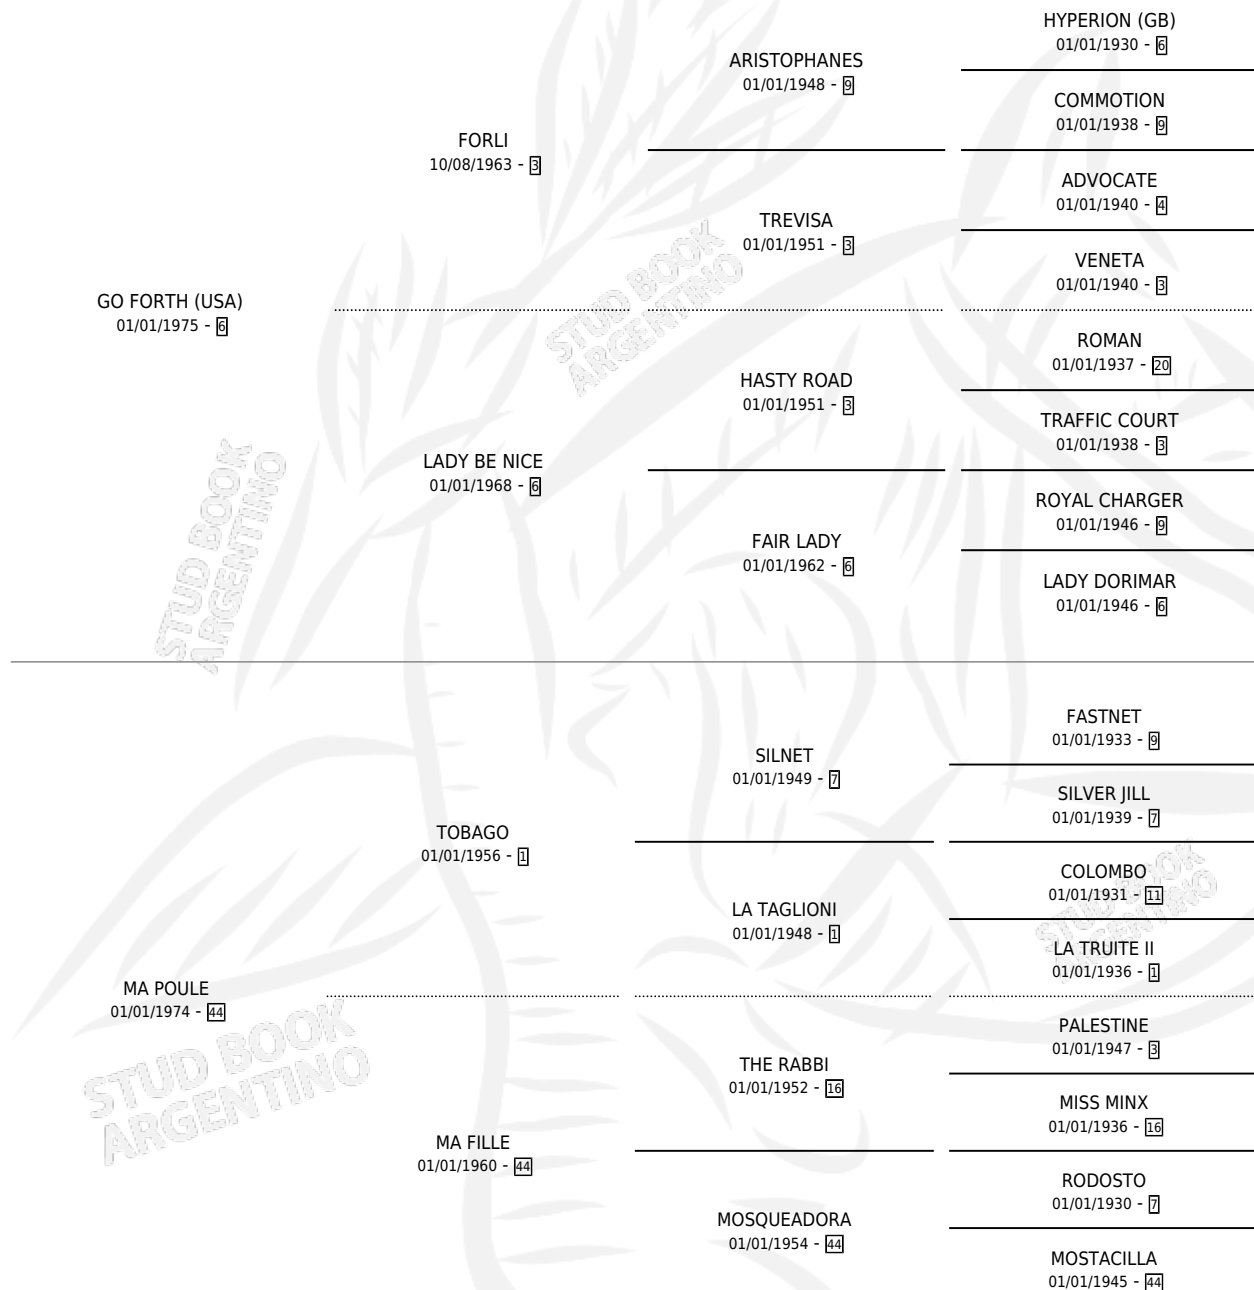 HYPERION (GB)
01/01/1930 - 6
ARISTOPHANES
01/01/1948 - 9
COMMOTION
01/01/1938 - 9
FORLI
10/08/1963 - 3
ADVOCATE
01/01/1940 - 4
TREVISA
01/01/1951 - 3
VENETA
01/01/1940 - 3
GO FORTH (USA)
01/01/1975 - 6
ROMAN
01/01/1937 - 20
HASTY ROAD
01/01/1951 - 3
TRAFFIC COURT
01/01/1938 - 3
LADY BE NICE
01/01/1968 - 6
ROYAL CHARGER
01/01/1946 - 9
FAIR LADY
01/01/1962 - 6
LADY DORIMAR
01/01/1946 - 6
FASTNET
01/01/1933 - 9
SILNET
01/01/1949 - 7
SILVER JILL
01/01/1939 - 7
TOBAGO
01/01/1956 - 1
COLOMBO
01/01/1931 - 11
LA TAGLIONI
01/01/1948 - 1
LA TRUITE II
01/01/1936 - 1
MA POULE
01/01/1974 - 44
PALESTINE
01/01/1947 - 3
THE RABBI
01/01/1952 - 16
MISS MINX
01/01/1936 - 16
MA FILLE
01/01/1960 - 44
RODOSTO
01/01/1930 - 7
MOSQUEADORA
01/01/1954 - 44
MOSTACILLA
01/01/1945 - 44
STUD BOOK
ARGENTINO
STUD BOOK
ARGENTINO
STUD BOOK
ARGENTINO
STUD BOOK
ARGENTINO